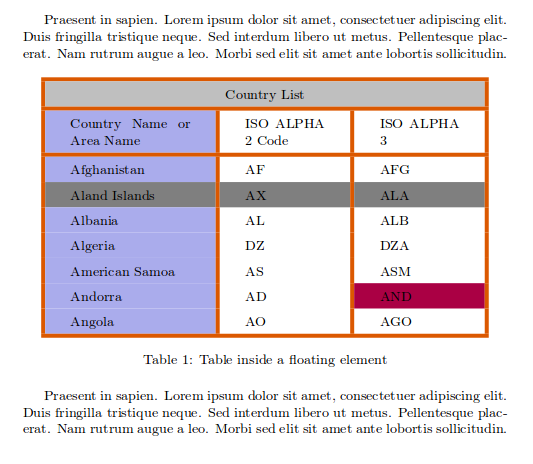 Praesent in sapien. Lorem ipsum dolor sit amet, consectetuer adipiscing elit.
Duis fringilla tristique neque. Sed interdum libero ut metus. Pellentesque plac-
erat. Nam rutrum augue a leo. Morbi sed elit sit amet ante lobortis sollicitudin.
Country List
Country Name or Area Name ISO ALPHA 2 Code ISO ALPHA 3
Afghanistan AF AFG
Aland Islands AX ALA
Albania AL ALB
Algeria DZ DZA
American Samoa AS ASM
Andorra AD AND
Angola AO AGO
Table 1: Table inside a floating element
Praesent in sapien. Lorem ipsum dolor sit amet, consectetuer adipiscing elit.
Duis fringilla tristique neque. Sed interdum libero ut metus. Pellentesque plac-
erat. Nam rutrum augue a leo. Morbi sed elit sit amet ante lobortis sollicitudin.